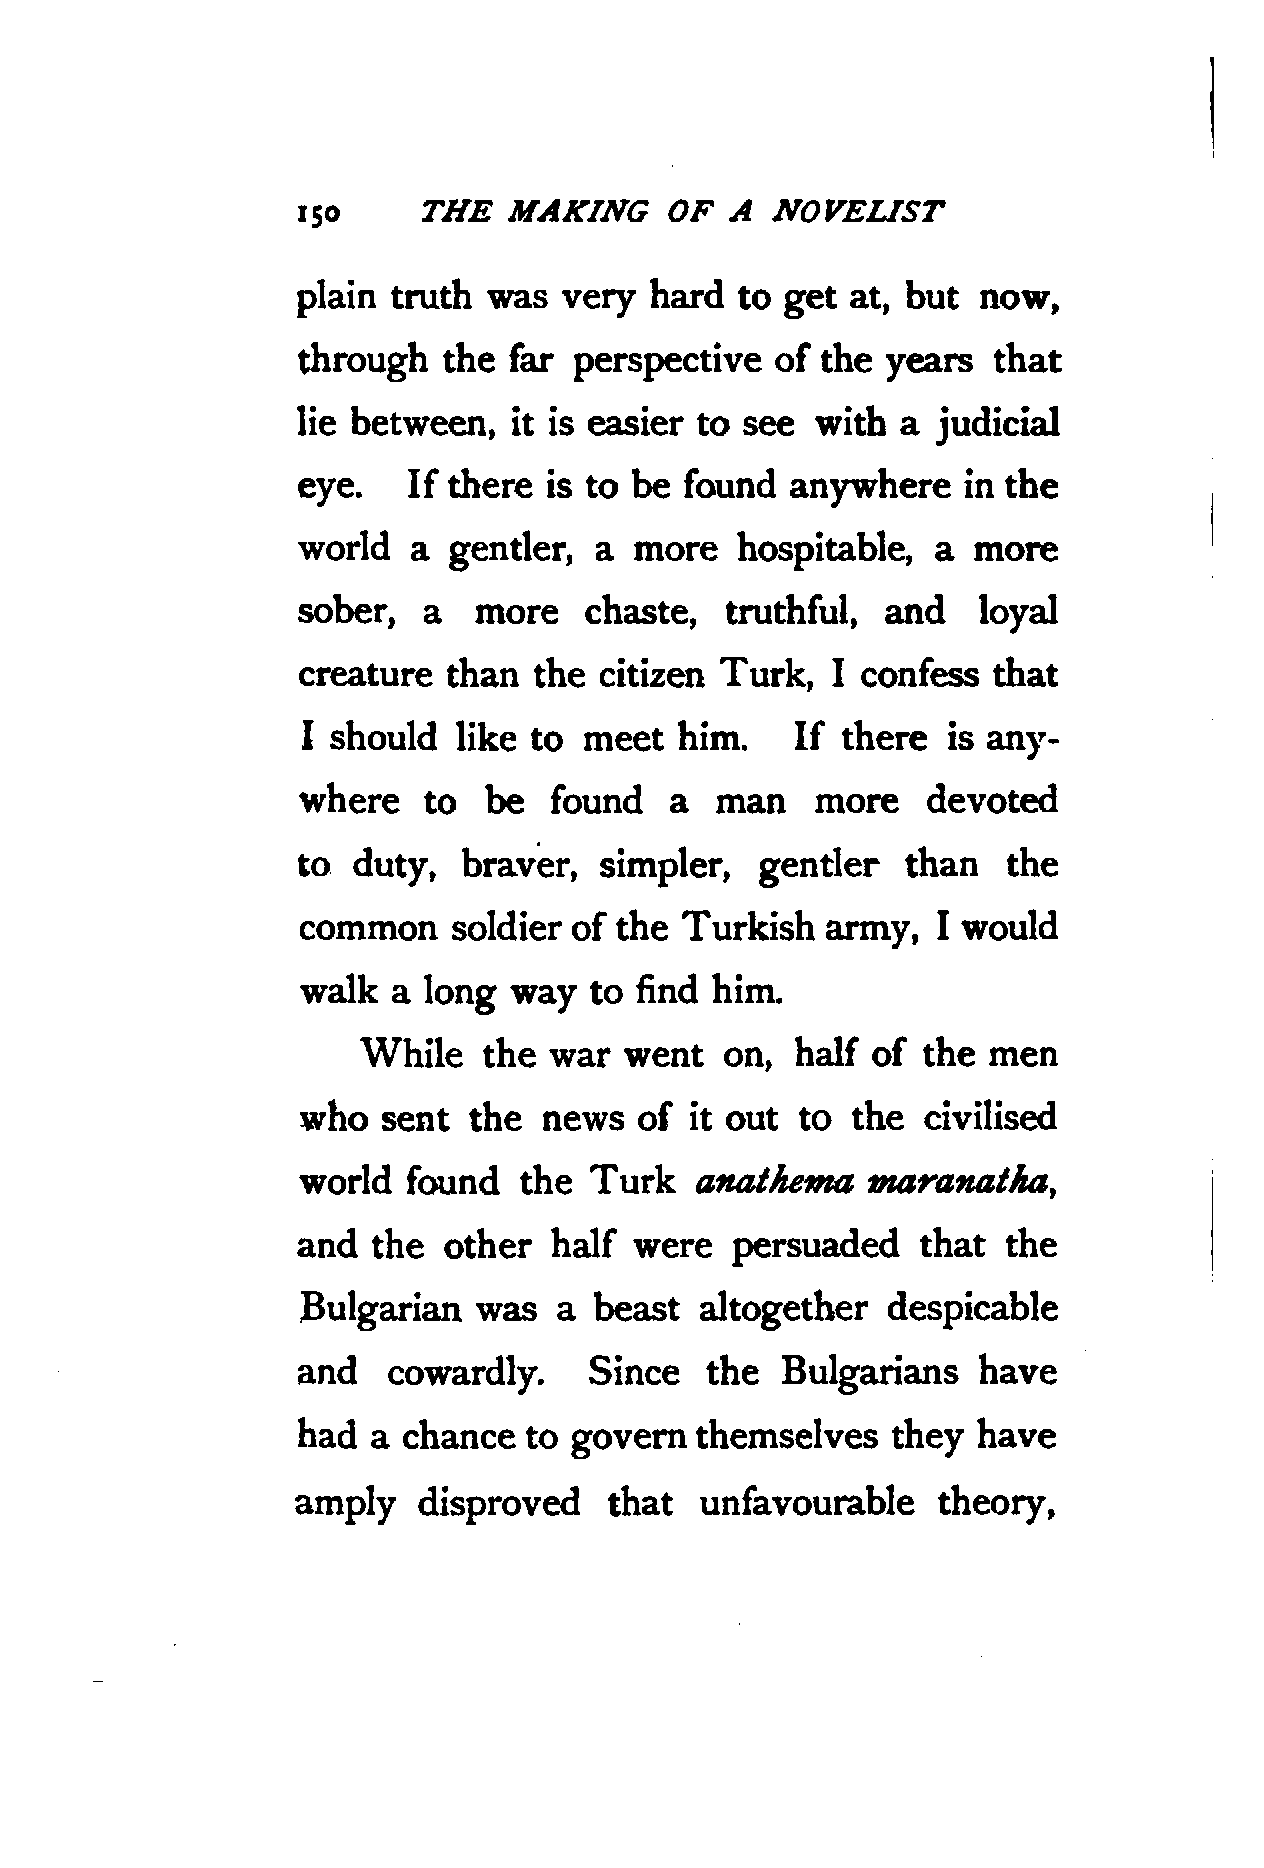 150 THE MAKING OF A NOVELIST
plain truth was very hard to get at, but now,
through the far perspective of the years that
lie between, it is easier to see with a judicial
eye. If there is to be found anywhere in the
world a gentler, a more hospitable, a more
sober, a more chaste, truthful, and loyal
creature than the citizen Turk, I confess that
I should like to meet him. If there is any-
where to be found a man more devoted
to duty, braver, simpler, gentler than the
common soldier of the Turkish army, I would
walk a long way to find him.
While the war went on, half of the men
who sent the news of it out to the civilised
world found the Turk anathema maranatha,
and the other half were persuaded that the
Bulgarian was a beast altogether despicable
and cowardly. Since the Bulgarians have
had a chance to govern themselves they have
amply disproved that unfavourable theory,